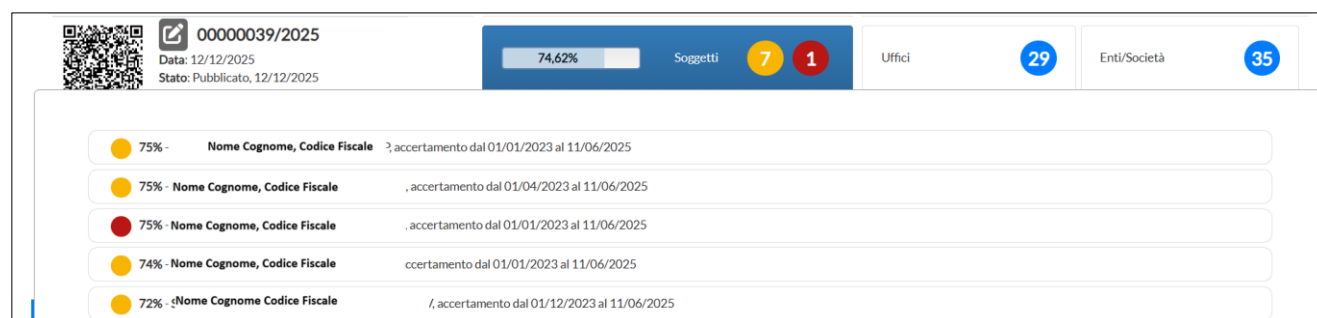 00000039/2025
Data: 12/12/2025
Stato: Pubblicato, 12/12/2025
74,62% Soggetti 7 1
Uffici 29
Enti/Società 35
75% - Nome Cognome, Codice Fiscale , accertamento dal 01/01/2023 al 11/06/2025
75% - Nome Cognome, Codice Fiscale , accertamento dal 01/04/2023 al 11/06/2025
75% - Nome Cognome, Codice Fiscale , accertamento dal 01/01/2023 al 11/06/2025
74% - Nome Cognome, Codice Fiscale ccertamento dal 01/01/2023 al 11/06/2025
72% - Nome Cognome Codice Fiscale , accertamento dal 01/12/2023 al 11/06/2025